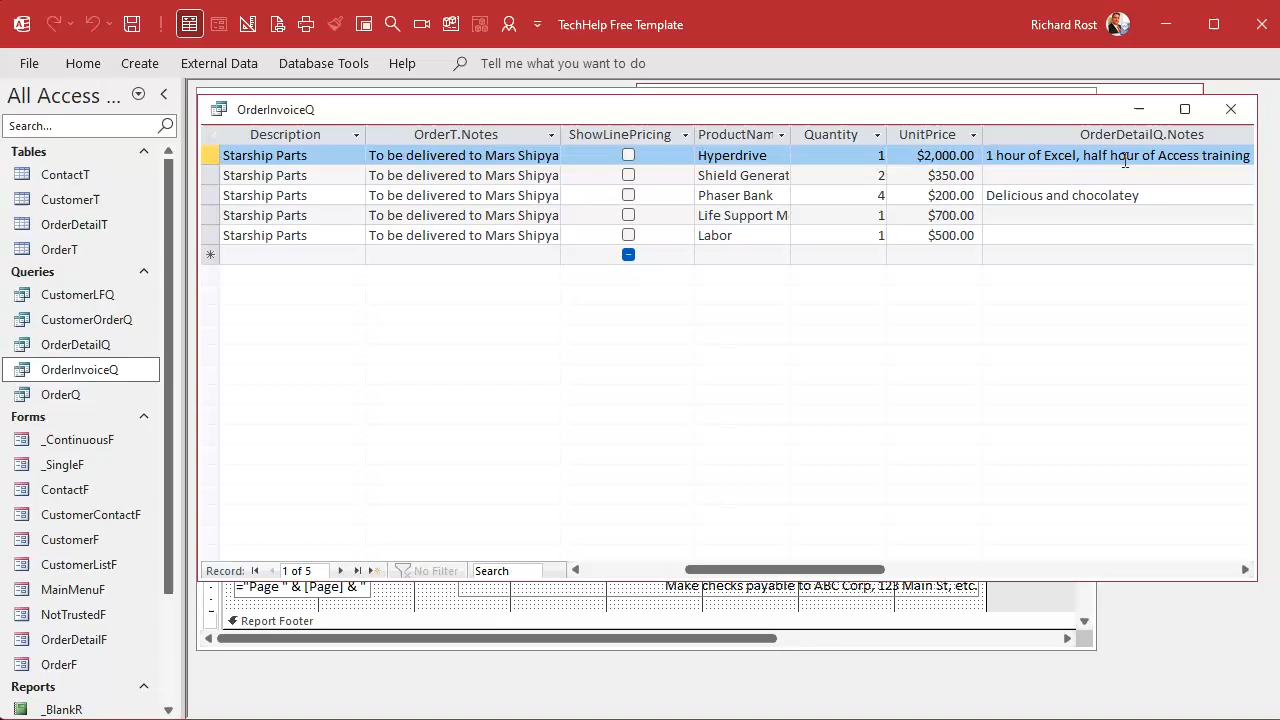 TechHelp Free Template
Richard Rost
File Home Create External Data Database Tools Help Tell me what you want to do
All Access ...
Search...
Tables
ContactT
CustomerT
OrderDetailT
OrderT
Queries
CustomerLFQ
CustomerOrderQ
OrderDetailQ
OrderInvoiceQ
OrderQ
Forms
_ContinuousF
_SingleF
ContactF
CustomerContactF
CustomerF
CustomerListF
MainMenuF
NotTrustedF
OrderDetailF
OrderF
Reports
_BlankR
OrderInvoiceQ
Description OrderT.Notes ShowLinePricing ProductNam Quantity UnitPrice OrderDetailQ.Notes
Starship Parts To be delivered to Mars Shipya Hyperdrive 1 $2,000.00 1 hour of Excel, half hour of Access training
Starship Parts To be delivered to Mars Shipya Shield Generat 2 $350.00
Starship Parts To be delivered to Mars Shipya Phaser Bank 4 $200.00 Delicious and chocolatey
Starship Parts To be delivered to Mars Shipya Life Support M 1 $700.00
Starship Parts To be delivered to Mars Shipya Labor 1 $500.00
Record: 1 of 5 No Filter Search
="Page " & [Page] & " Make checks payable to ABC Corp, 123 Main St, etc.
Report Footer